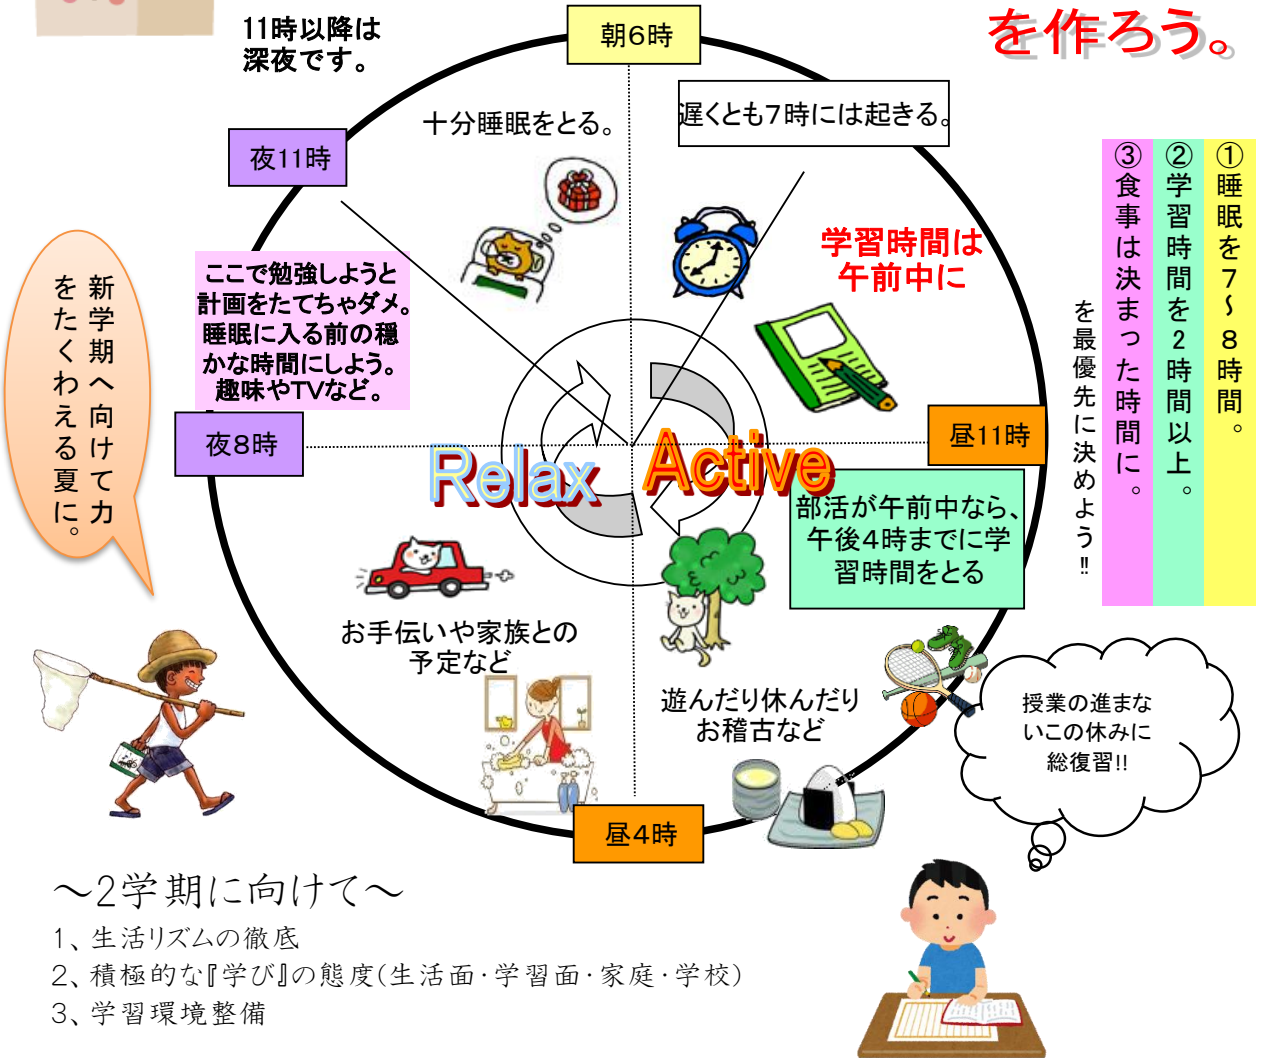 を作ろう。
11時以降は
深夜です。
朝6時
十分睡眠をとる。
遅くとも7時には起きる。
夜11時
学習時間は
午前中に
ここで勉強しようと
計画をたてちゃダメ。
睡眠に入る前の穏
かな時間にしよう。
趣味やTVなど。
①睡眠を7～8時間。
②学習時間を2時間以上。
③食事は決まった時間に。
を最優先に決めよう‼
新学期へ向けて力
をたくわえる夏に。
夜8時
昼11時
Relax
Active
部活が午前中なら、
午後4時までに学
習時間をとる
お手伝いや家族との
予定など
遊んだり休んだり
お稽古など
授業の進まな
いこの休みに
総復習!!
昼4時
～2学期に向けて～
1、生活リズムの徹底
2、積極的な『学び』の態度(生活面・学習面・家庭・学校)
3、学習環境整備